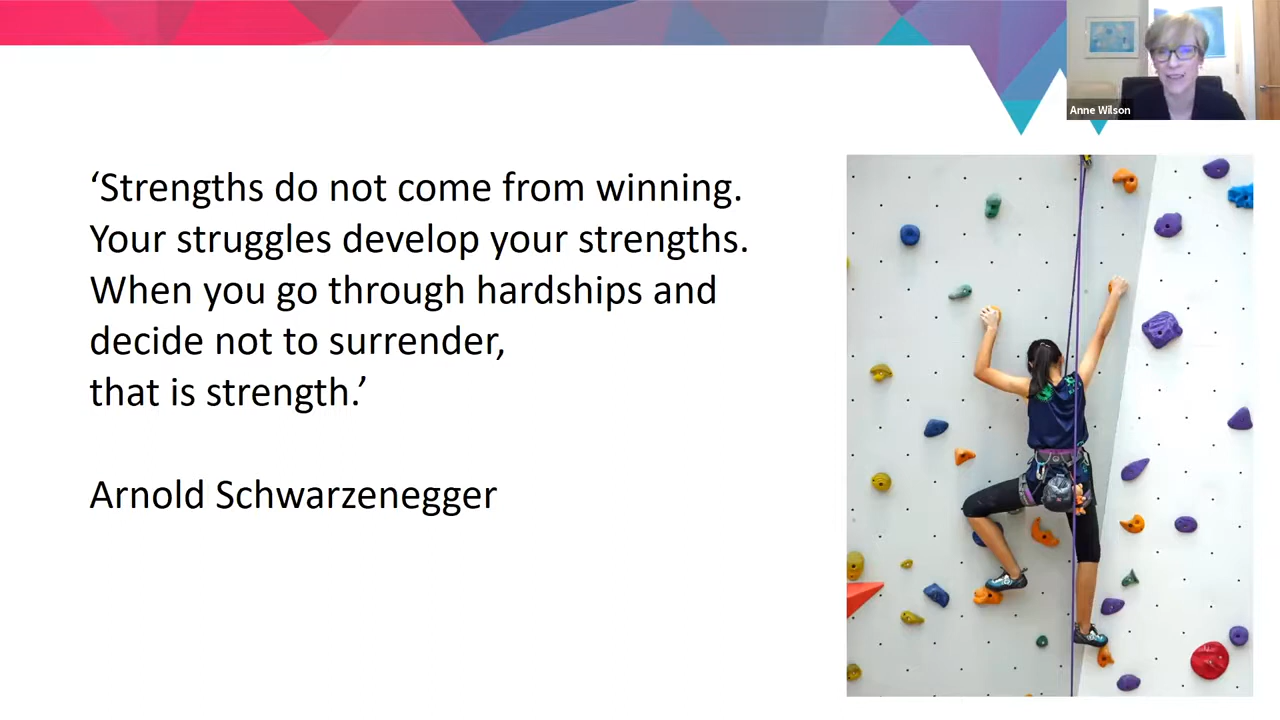 Anne Wilson
‘Strengths do not come from winning.
Your struggles develop your strengths.
When you go through hardships and
decide not to surrender,
that is strength.’
Arnold Schwarzenegger